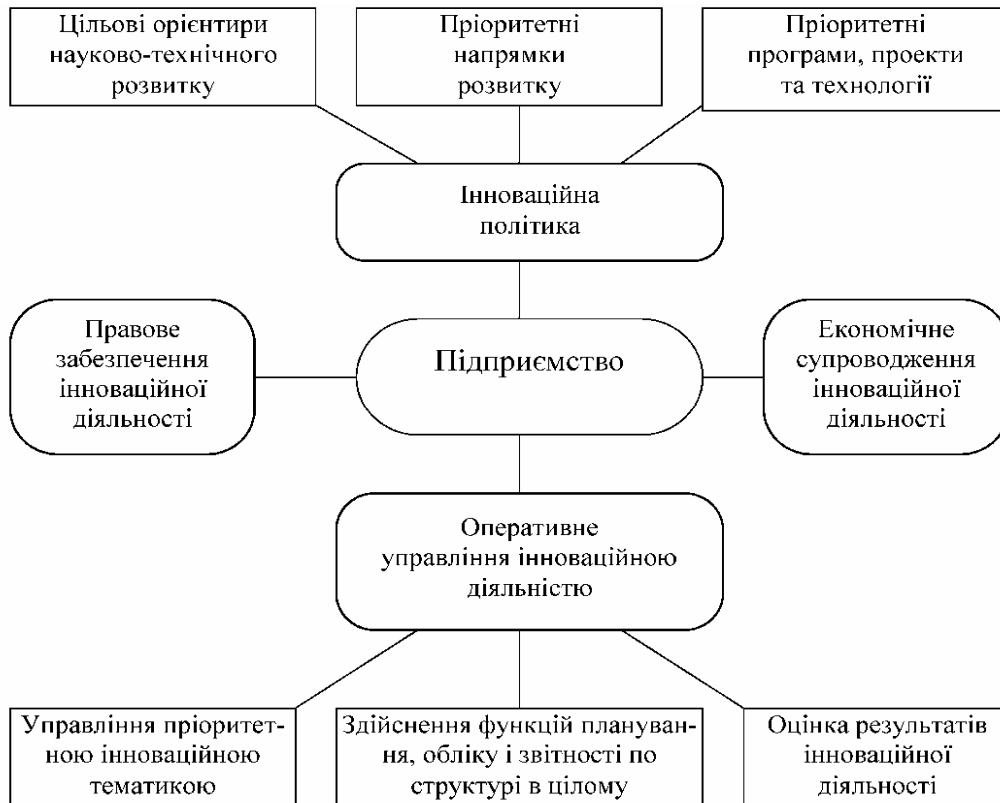 Цільові орієнтири
науково-технічного
розвитку
Пріоритетні
напрямки
розвитку
Пріоритетні
програми, проекти
та технології
Інноваційна
політика
Правове
забезпечення
інноваційної
діяльності
Підприємство
Економічне
супроводження
інноваційної
діяльності
Оперативне
управління інноваційною
діяльністю
Управління пріоритет-
ною інноваційною
тематикою
Здійснення функцій плануван-
ня, обліку і звітності по
структурі в цілому
Оцінка результатів
інноваційної
діяльності